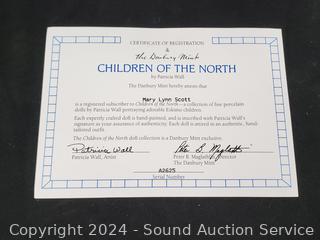 CERTIFICATE OF REGISTRATION
&
The Danbury Mint
CHILDREN OF THE NORTH
by Patricia Wall
The Danbury Mint hereby attests that
Mary Lynn Scott
is a registered subscriber to Children of the North—a collection of fine porcelain
dolls by Patricia Wall portraying adorable Eskimo children.
Each expertly crafted doll is hand-painted, and is inscribed with Patricia Wall's
signature as your assurance of authenticity. Each doll is attired in an authentic, hand-
tailored outfit.
The Children of the North doll collection is a Danbury Mint exclusive.
Patricia Wall
Patricia Wall, Artist
Peter B. Maglathlin
Peter B. Maglathlin, Director
The Danbury Mint
A2625
Serial Number
Copyright 2024 - Sound Auction Service